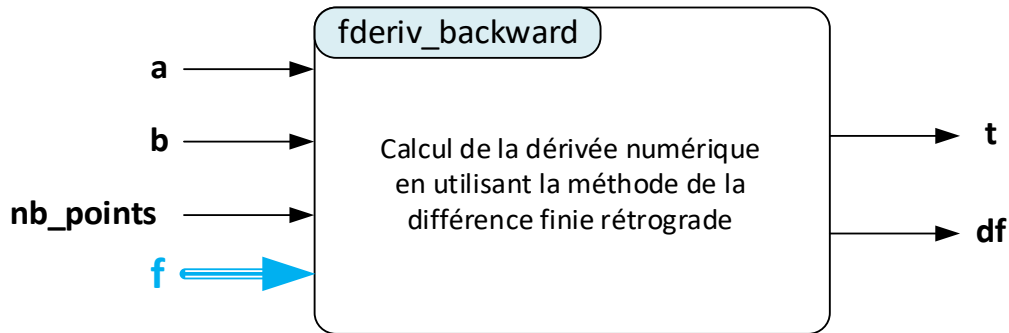 fderiv_backward
a
b
nb_points
f
Calcul de la dérivée numérique
en utilisant la méthode de la
différence finie rétrograde
t
df